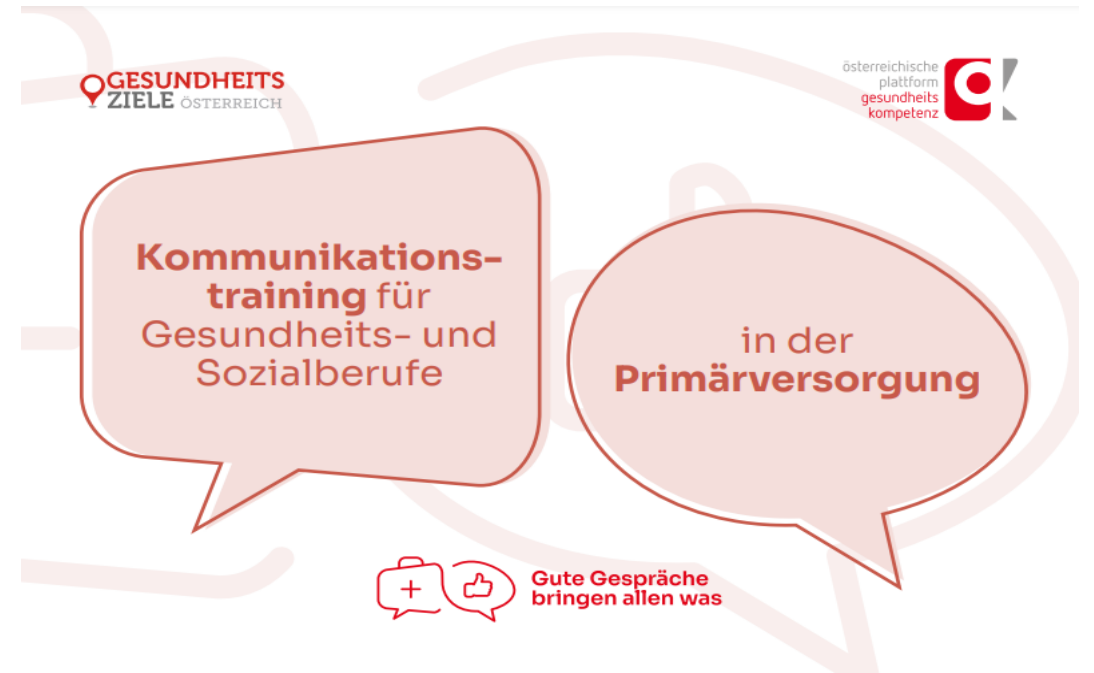 GESUNDHEITS
ZIELE ÖSTERREICH
österreichische
plattform
gesundheits
kompetenz
Kommunikations-
training für
Gesundheits- und
Sozialberufe
in der
Primärversorgung
Gute Gespräche
bringen allen was